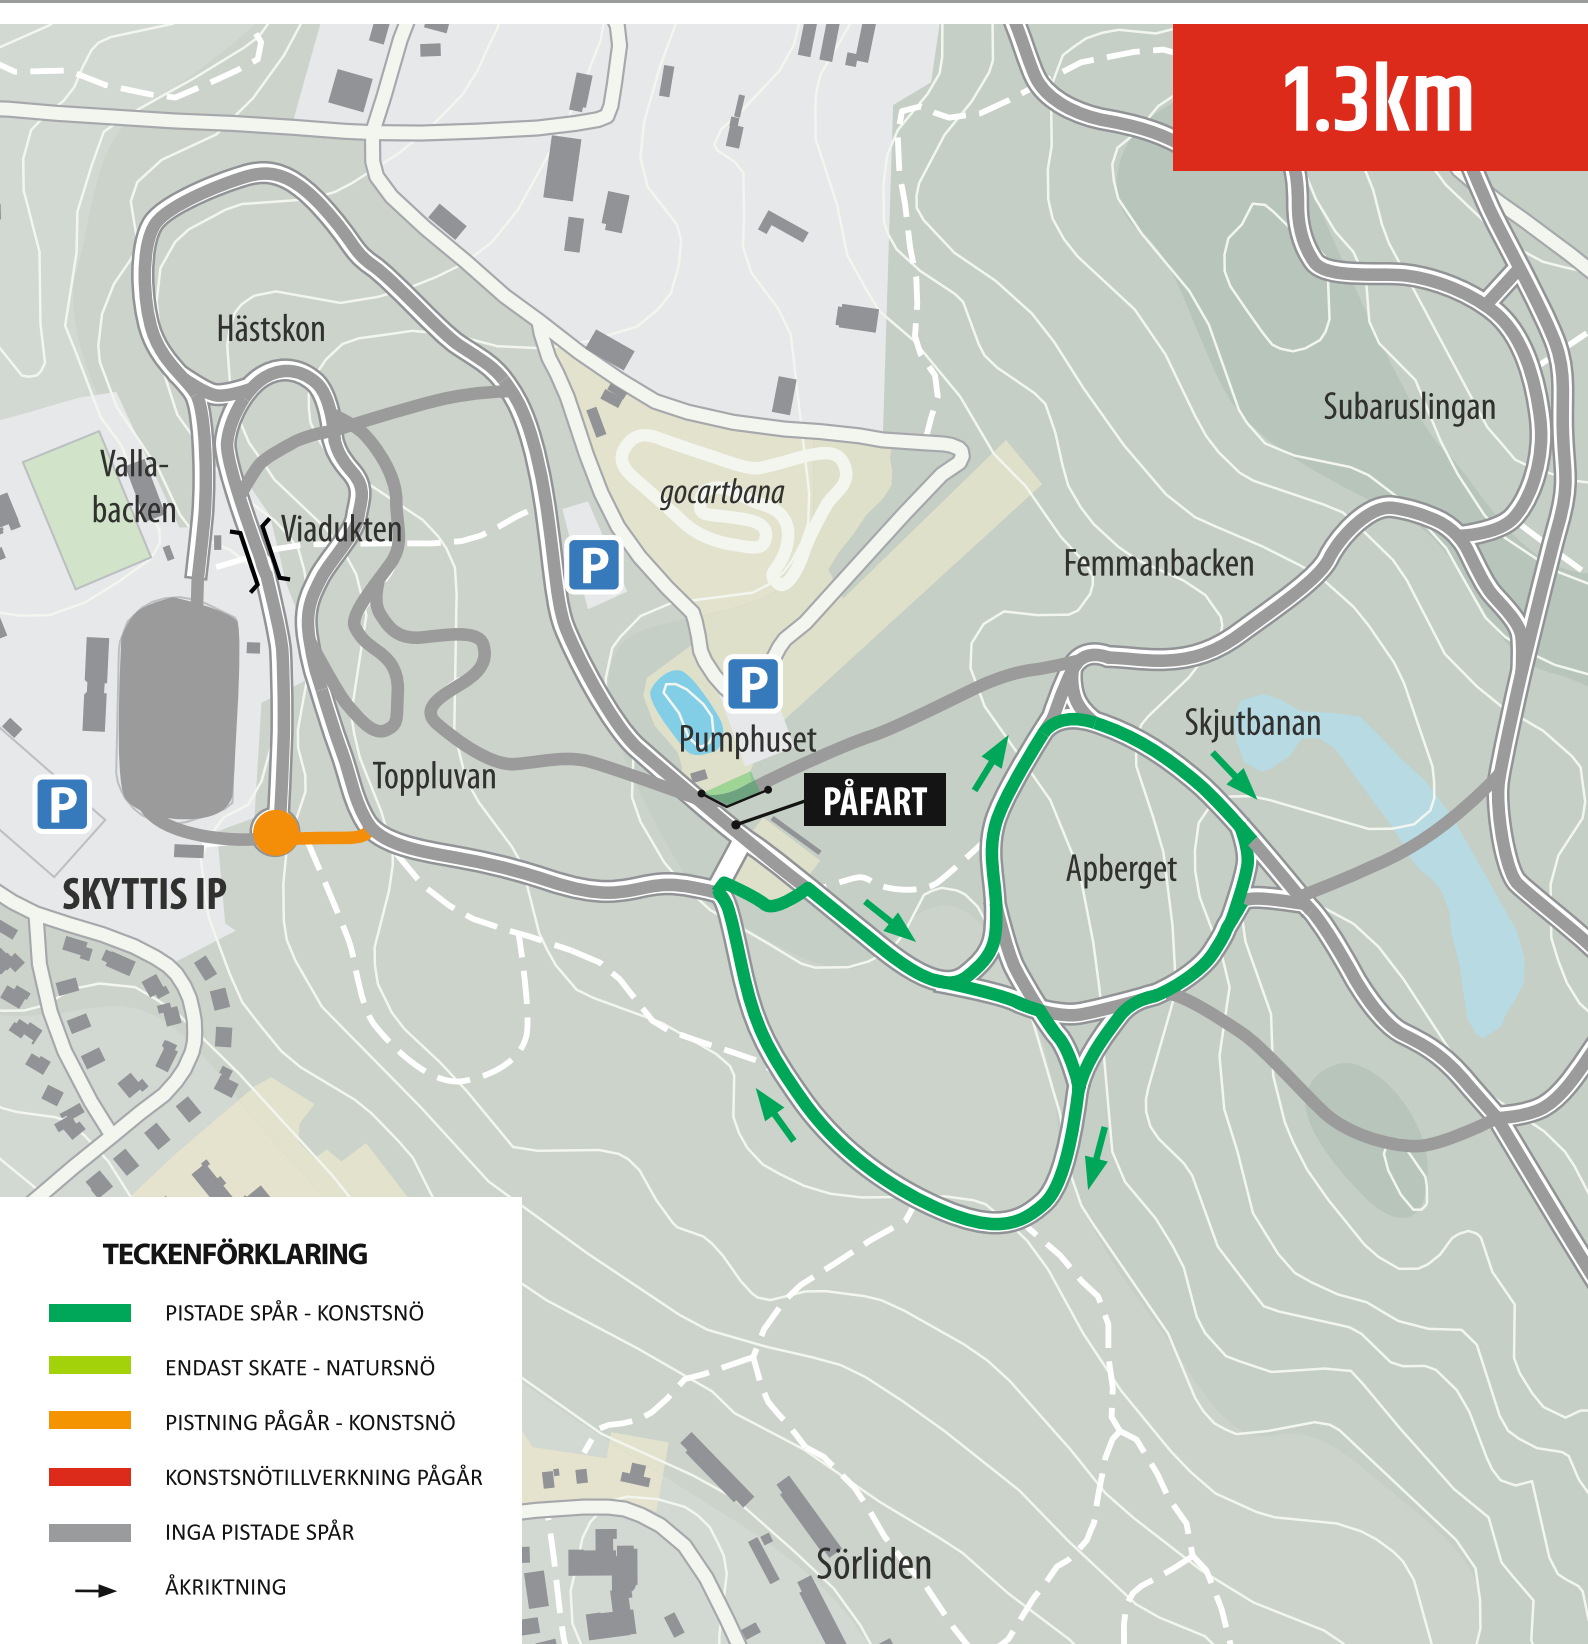 1.3km
Hästskon
Subaruslingan
Valla-
backen
gocartbana
Viadukten
Femmanbacken
P
P
Skjutbanan
Pumphuset
Toppluvan
P
PÅFART
Apberget
SKYTTIS IP
TECKENFÖRKLARING
PISTADE SPÅR - KONSTSNÖ
ENDAST SKATE - NATURSNÖ
PISTNING PÅGÅR - KONSTSNÖ
KONSTSNÖTILLVERKNING PÅGÅR
INGA PISTADE SPÅR
ÅKRIKTNING
Sörliden